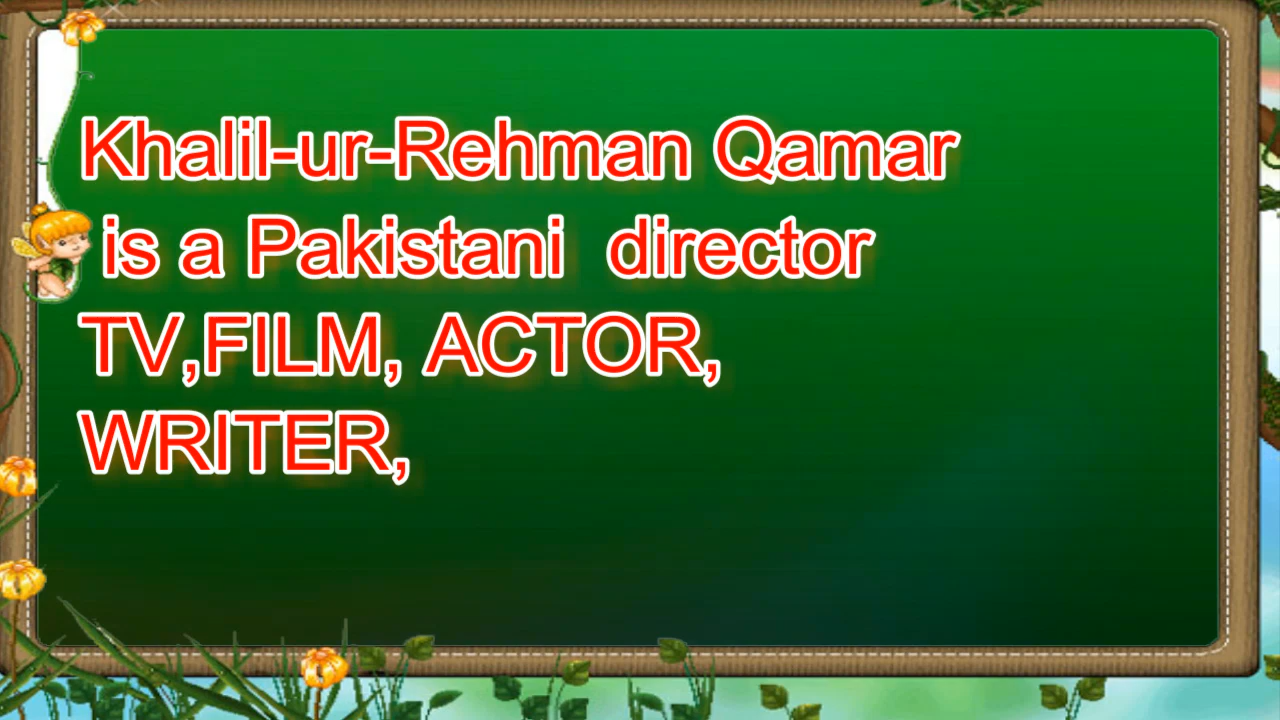 Khalil-ur-Rehman Qamar
is a Pakistani  director
TV,FILM, ACTOR,
WRITER,